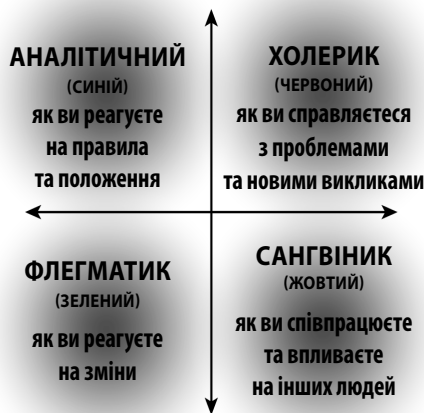 АНАЛІТИЧНИЙ
(СИНІЙ)
як ви реагуєте
на правила
та положення
ХОЛЕРИК
(ЧЕРВОНИЙ)
як ви справляєтеся
з проблемами
та новими викликами
ФЛЕГМАТИК
(ЗЕЛЕНИЙ)
як ви реагуєте
на зміни
САНГВІНИК
(ЖОВТИЙ)
як ви співпрацюєте
та впливаєте
на інших людей